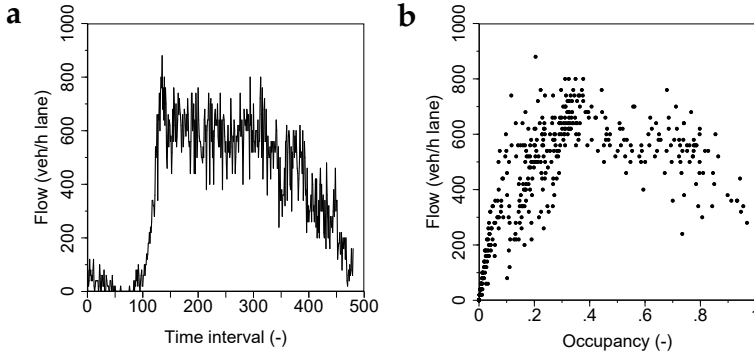 a
Flow (veh/h lane)
1000
800
600
400
200
0
0 100 200 300 400 500
Time interval (-)
b
Flow (veh/h lane)
1000
800
600
400
200
0
0 .2 .4 .6 .8 1
Occupancy (-)